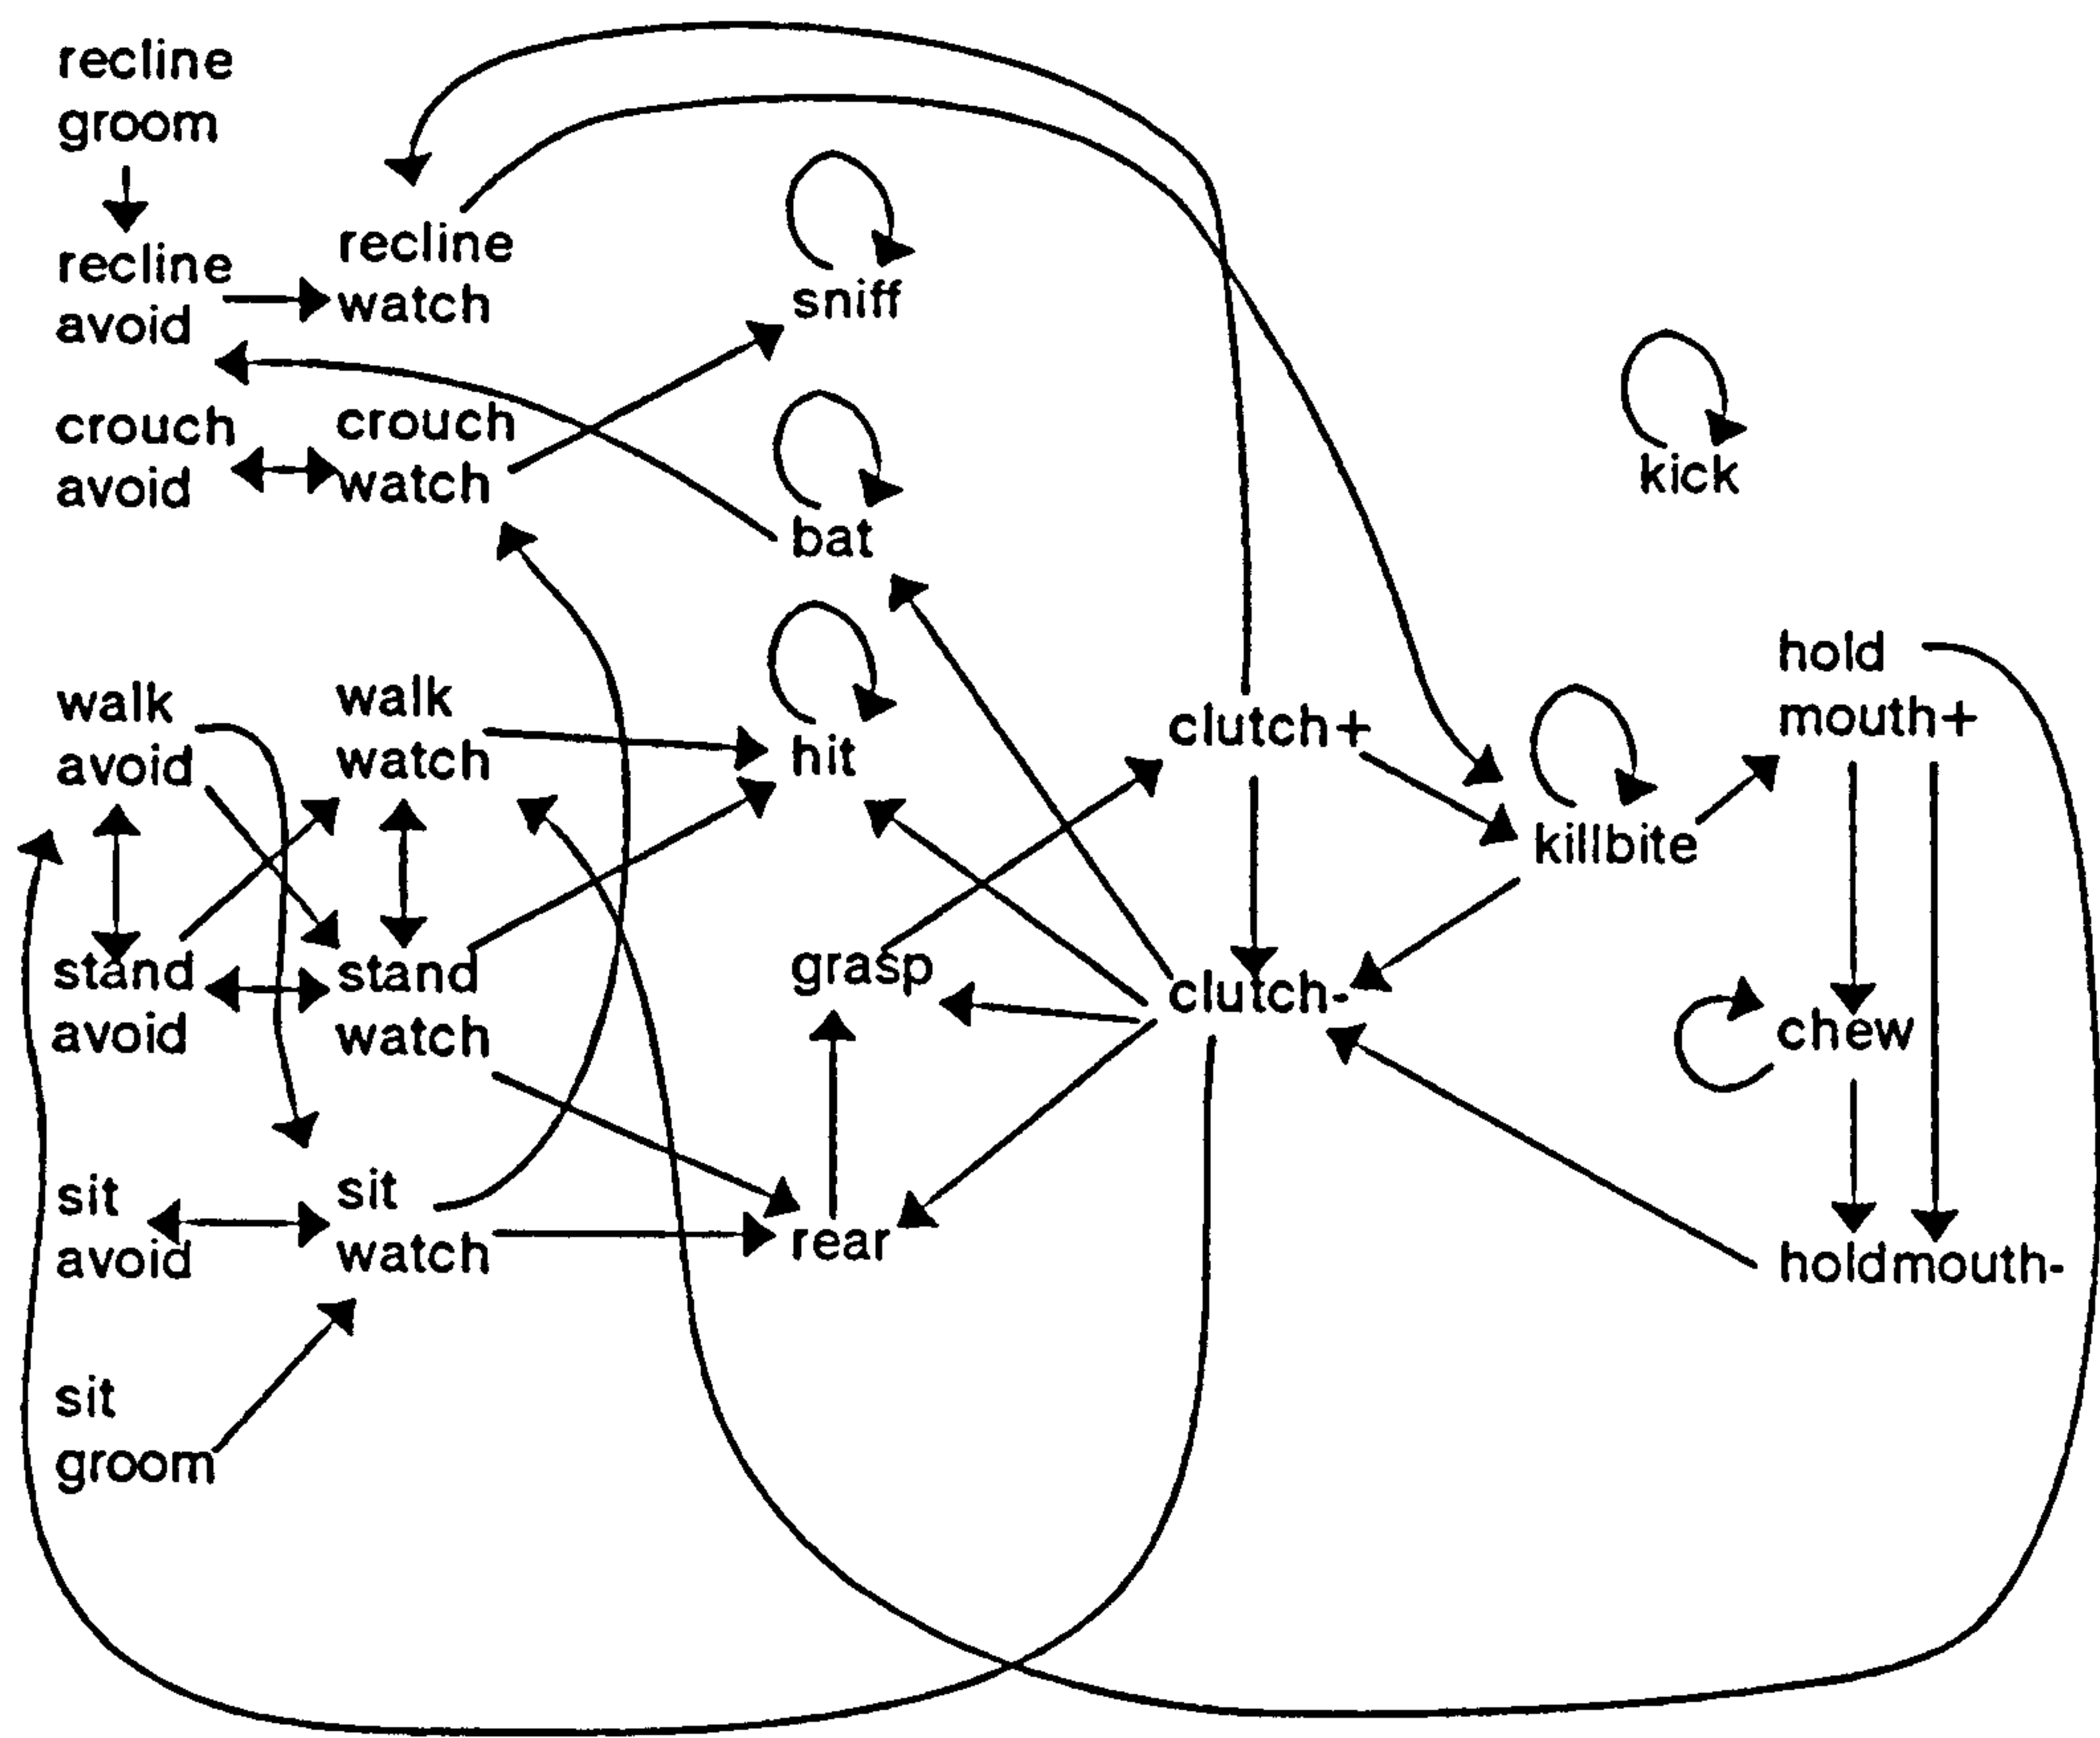 recline
groom
recline
avoid
recline
watch
sniff
crouch
avoid
crouch
watch
kick
bat
walk
avoid
walk
watch
hit
clutch+
hold
mouth+
killbite
stand
avoid
stand
watch
grasp
clutch-
chew
sit
avoid
sit
watch
rear
holdmouth-
sit
groom